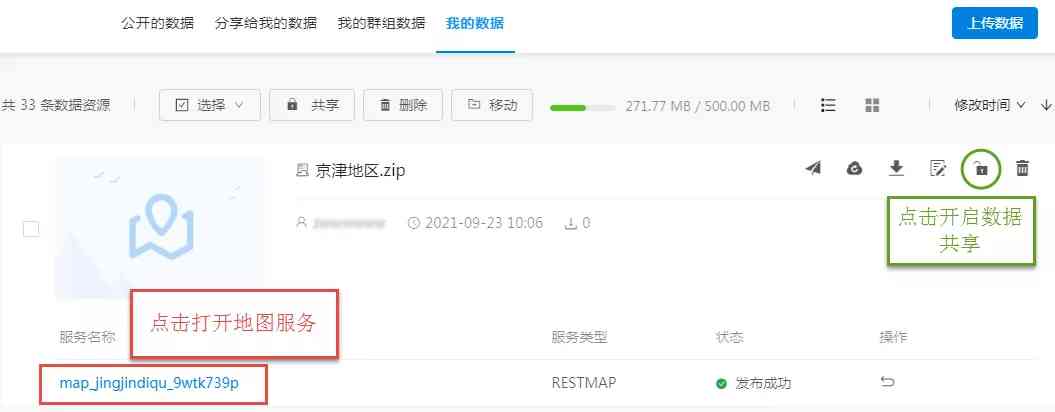 公开的数据 分享给我的数据 我的群组数据 我的数据 上传数据
共 33 条数据资源 选择 共享 删除 移动 271.77 MB / 500.00 MB 修改时间
京津地区.zip
2021-09-23 10:06 0
点击开启数据
共享
点击打开地图服务
服务名称 服务类型 状态 操作
map_jingjindiqu_9wtk739p RESTMAP 发布成功